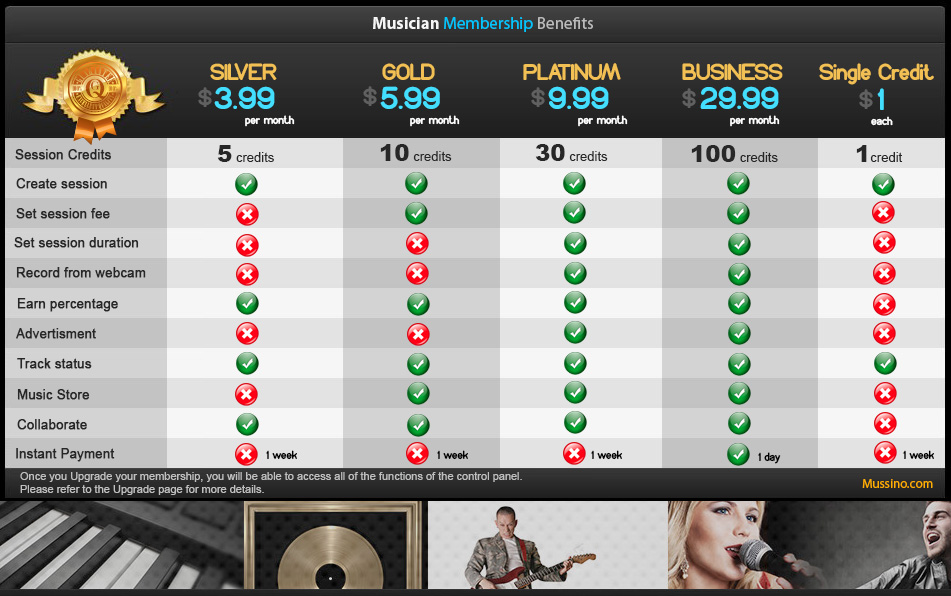 Musician Membership Benefits
SILVER GOLD PLATINUM BUSINESS Single Credit
$3.99 $5.99 $9.99 $29.99 $1
per month per month per month per month each
Session Credits 5 credits 10 credits 30 credits 100 credits 1credit
Create session
Set session fee
Set session duration
Record from webcam
Earn percentage
Advertisment
Track status
Music Store
Collaborate
Instant Payment 1 week 1 week 1 week 1 day 1 week
Once you Upgrade your membership, you will be able to access all of the functions of the control panel.
Please refer to the Upgrade page for more details.
Mussino.com